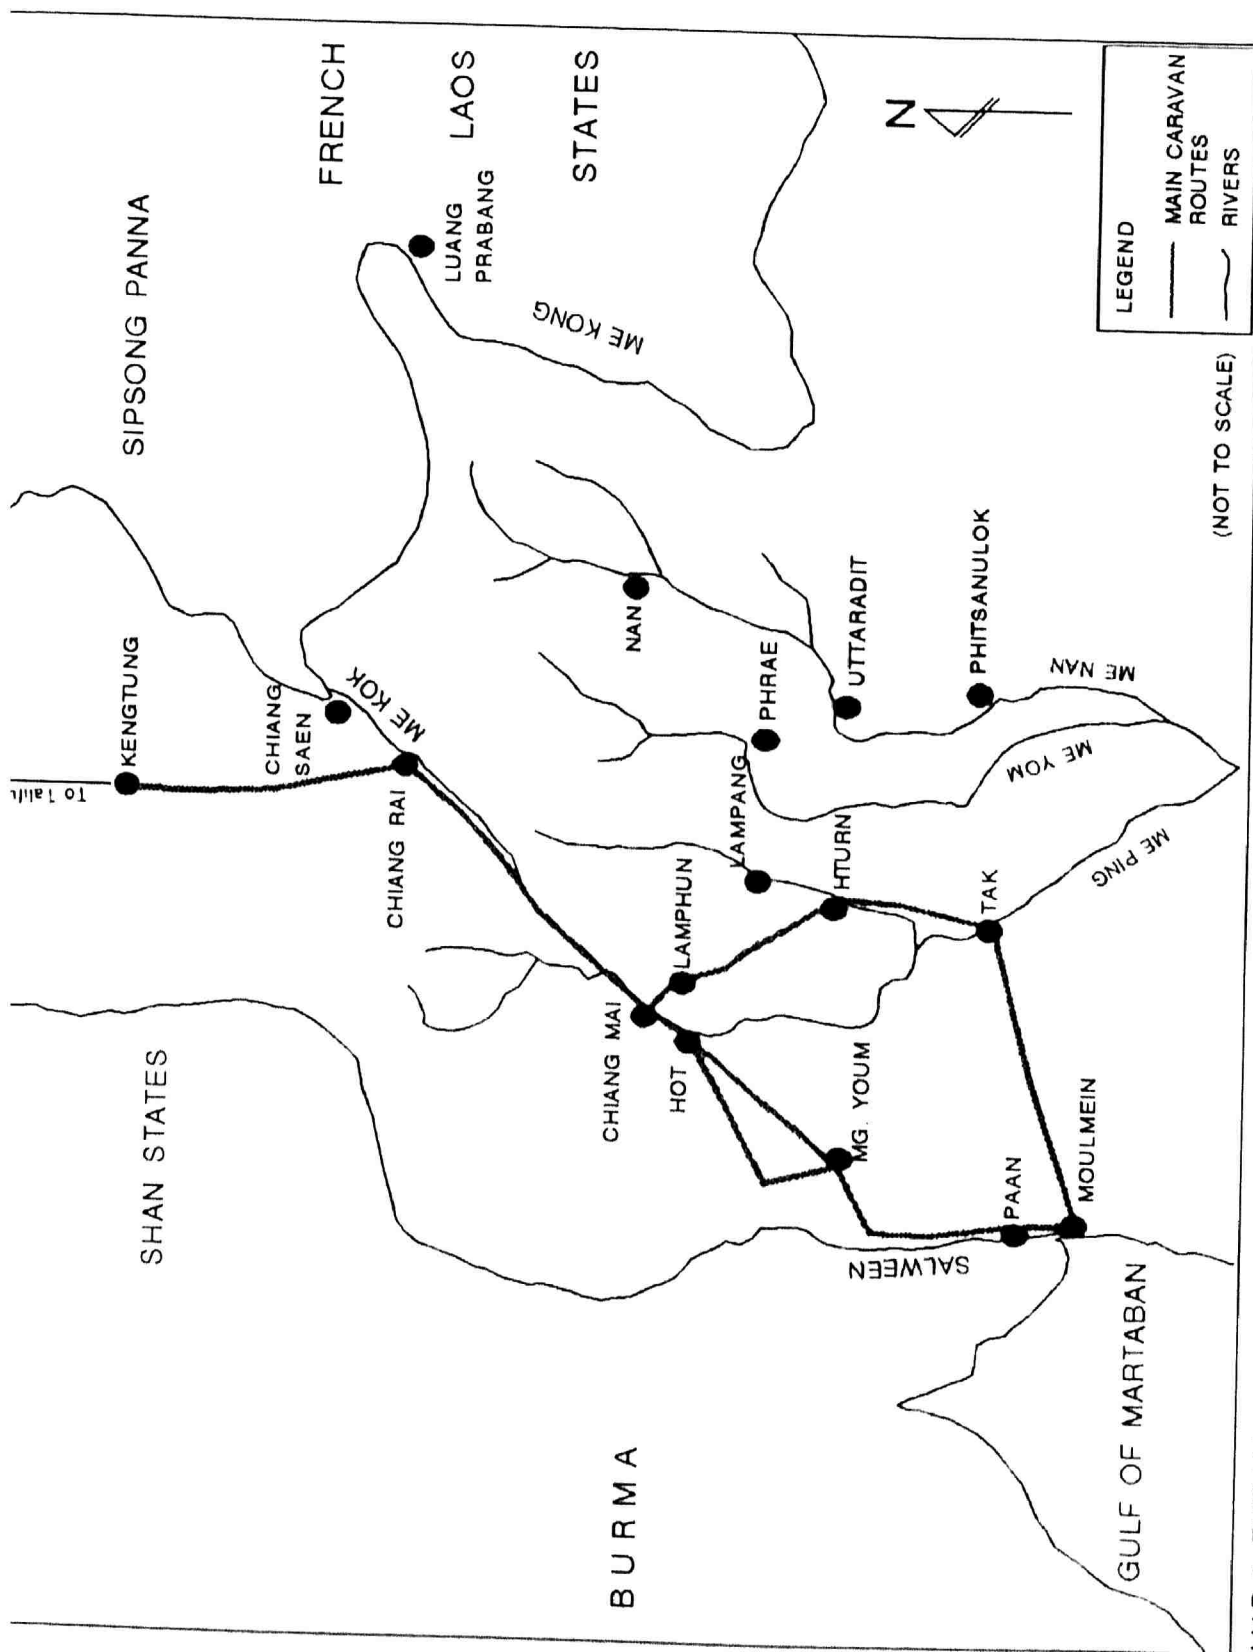 SHAN STATES
SIPSONG PANNA
FRENCH
LAOS
STATES
BURMA
KENGTUNG
CHIANG
SAEN
ME KOK
CHIANG RAI
LUANG
PRABANG
ME KONG
NAN
CHIANG MAI
HOT
LAMPHUN
LAMPANG
PHRAE
HTURN
UTTARADIT
MG. YOUM
SALWEEN
PAAN
MOULMEIN
TAK
PHITSANULOK
ME NAN
ME YOM
ME PING
GULF OF MARTABAN
N
LEGEND
MAIN CARAVAN
ROUTES
RIVERS
(NOT TO SCALE)